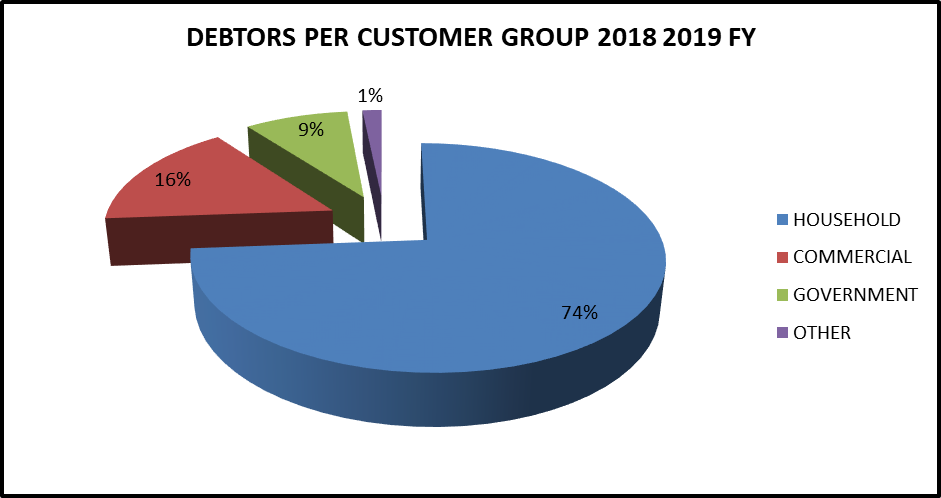 DEBTORS PER CUSTOMER GROUP 2018 2019 FY
1%
9%
16%
74%
HOUSEHOLD
COMMERCIAL
GOVERNMENT
OTHER